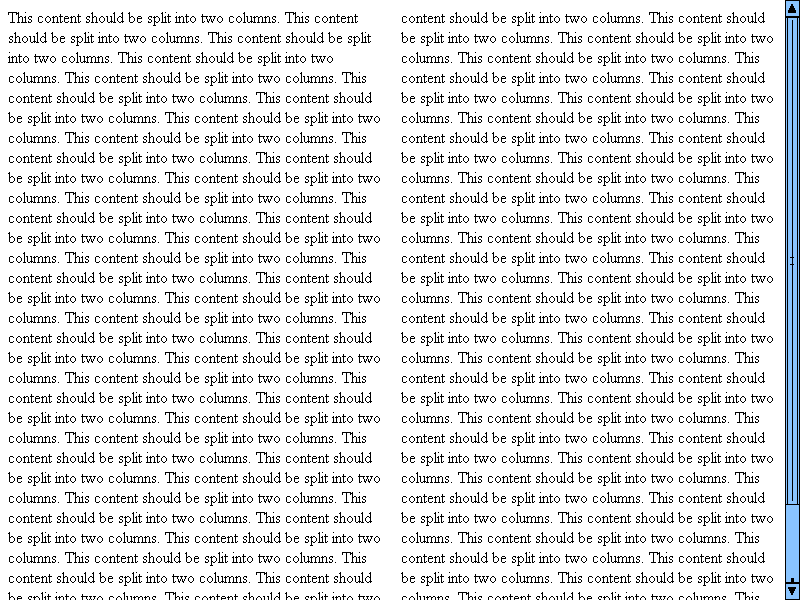 This content should be split into two columns. This content
should be split into two columns. This content should be split
into two columns. This content should be split into two
columns. This content should be split into two columns. This
content should be split into two columns. This content should
be split into two columns. This content should be split into two
columns. This content should be split into two columns. This
content should be split into two columns. This content should
be split into two columns. This content should be split into two
columns. This content should be split into two columns. This
content should be split into two columns. This content should
be split into two columns. This content should be split into two
columns. This content should be split into two columns. This
content should be split into two columns. This content should
be split into two columns. This content should be split into two
columns. This content should be split into two columns. This
content should be split into two columns. This content should
be split into two columns. This content should be split into two
columns. This content should be split into two columns. This
content should be split into two columns. This content should
be split into two columns. This content should be split into two
columns. This content should be split into two columns. This
content should be split into two columns. This content should
be split into two columns. This content should be split into two
columns. This content should be split into two columns. This
content should be split into two columns. This content should
be split into two columns. This content should be split into two
columns. This content should be split into two columns. This
content should be split into two columns. This content should
be split into two columns. This content should be split into two
content should be split into two columns. This content should
be split into two columns. This content should be split into two
columns. This content should be split into two columns. This
content should be split into two columns. This content should
be split into two columns. This content should be split into two
columns. This content should be split into two columns. This
content should be split into two columns. This content should
be split into two columns. This content should be split into two
columns. This content should be split into two columns. This
content should be split into two columns. This content should
be split into two columns. This content should be split into two
columns. This content should be split into two columns. This
content should be split into two columns. This content should
be split into two columns. This content should be split into two
columns. This content should be split into two columns. This
content should be split into two columns. This content should
be split into two columns. This content should be split into two
columns. This content should be split into two columns. This
content should be split into two columns. This content should
be split into two columns. This content should be split into two
columns. This content should be split into two columns. This
content should be split into two columns. This content should
be split into two columns. This content should be split into two
columns. This content should be split into two columns. This
content should be split into two columns. This content should
be split into two columns. This content should be split into two
columns. This content should be split into two columns. This
content should be split into two columns. This content should
be split into two columns. This content should be split into two
columns. This content should be split into two columns. This